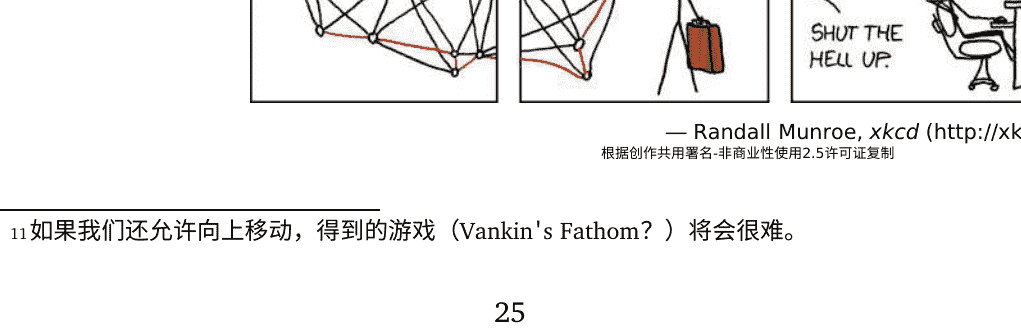 SHUT THE
HELL UP.
— Randall Munroe, xkcd (http://xk
根据创作共用署名-非商业性使用2.5许可证复制
11如果我们还允许向上移动，得到的游戏（Vankin's Fathom？）将会很难。
25